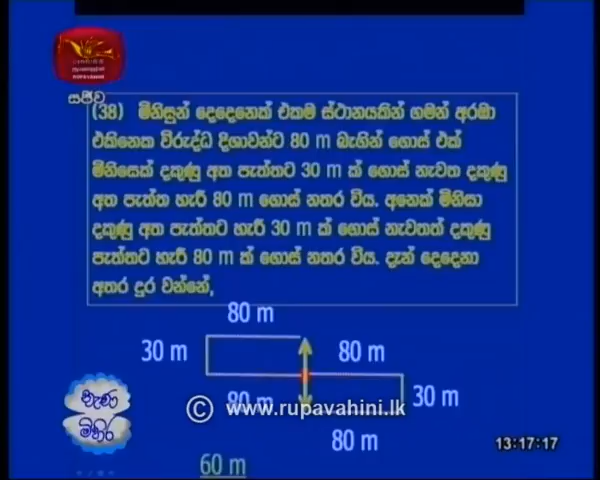 RUPAVAHINI
සජීව
(38) මිනිසුන් දෙදෙනෙක් එකම ස්ථානයකින් ගමන් අරඹා
එකිනෙක විරුද්ධ දිශාවන්ට 80 m බැගින් ගොස් එක්
මිනිසෙක් දකුණු අත පැත්තට 30 m ක් ගොස් නැවත දකුණු
අත පැත්ත හැරී 80 m ගොස් නතර විය. අනෙක් මිනිසා
දකුණු අත පැත්තට හැරී 30 m ක් ගොස් නැවතත් දකුණු
පැත්තට හැරී 80 m ක් ගොස් නතර විය. දැන් දෙදෙනා
අතර දුර වන්නේ,
80 m
30 m
80 m
80 m
30 m
© www.rupavahini.lk
80 m
60 m
13:17:17